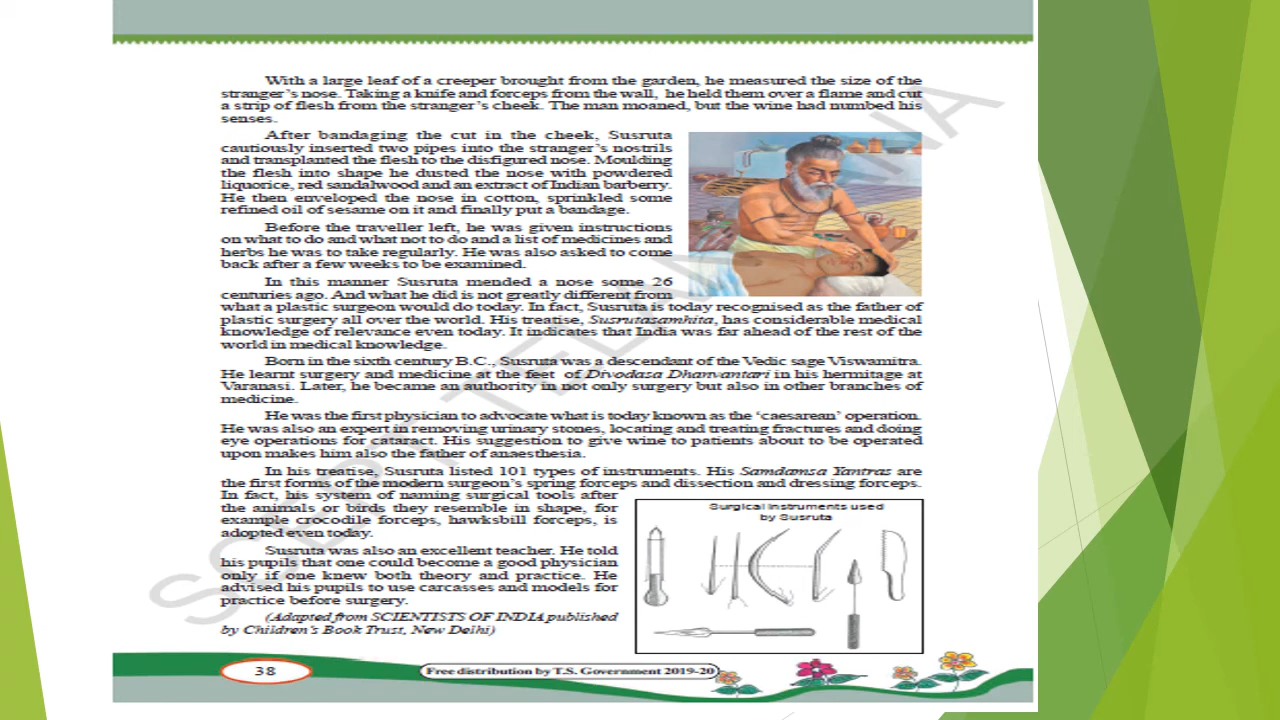 With a large leaf of a creeper brought from the garden, he measured the size of the
stranger's nose. Taking a knife and forceps from the wall, he held them over a flame and cut
a strip of flesh from the stranger's cheek. The man moaned, but the wine had numbed his
senses.
After bandaging the cut in the cheek, Susruta
cautiously inserted two pipes into the stranger's nostrils
and transplanted the flesh to the disfigured nose. Moulding
the flesh into shape he dusted the nose with powdered
liquorice, red sandalwood and an extract of Indian barberry.
He then enveloped the nose in cotton, sprinkled some
refined oil of sesame on it and finally put a bandage.
Before the traveller left, he was given instructions
on what to do and what not to do and a list of medicines and
herbs he was to take regularly. He was also asked to come
back after a few weeks to be examined.
In this manner Susruta mended a nose some 26
centuries ago. And what he did is not greatly different from
what a plastic surgeon would do today. In fact, Susruta is today recognised as the father of
plastic surgery all over the world. His treatise, Susrutasamhita, has considerable medical
knowledge of relevance even today. It indicates that India was far ahead of the rest of the
world in medical knowledge.
Born in the sixth century B.C., Susruta was a descendant of the Vedic sage Viswamitra.
He learnt surgery and medicine at the feet of Divodasa Dhanvantari in his hermitage at
Varanasi. Later, he became an authority in not only surgery but also in other branches of
medicine.
He was the first physician to advocate what is today known as the 'caesarean' operation.
He was also an expert in removing urinary stones, locating and treating fractures and doing
eye operations for cataract. His suggestion to give wine to patients about to be operated
upon makes him also the father of anaesthesia.
In his treatise, Susruta listed 101 types of instruments. His Samdamsa Yantras are
the first forms of the modern surgeon's spring forceps and dissection and dressing forceps.
In fact, his system of naming surgical tools after
the animals or birds they resemble in shape, for
example crocodile forceps, hawksbill forceps, is
adopted even today.
Surgical instruments used
by Susruta
Susruta was also an excellent teacher. He told
his pupils that one could become a good physician
only if one knew both theory and practice. He
advised his pupils to use carcasses and models for
practice before surgery.
(Adapted from SCIENTISTS OF INDIA published
by Children's Book Trust, New Delhi)
38
Free distribution by T.S. Government 2019-20
SCERT TELANGANA